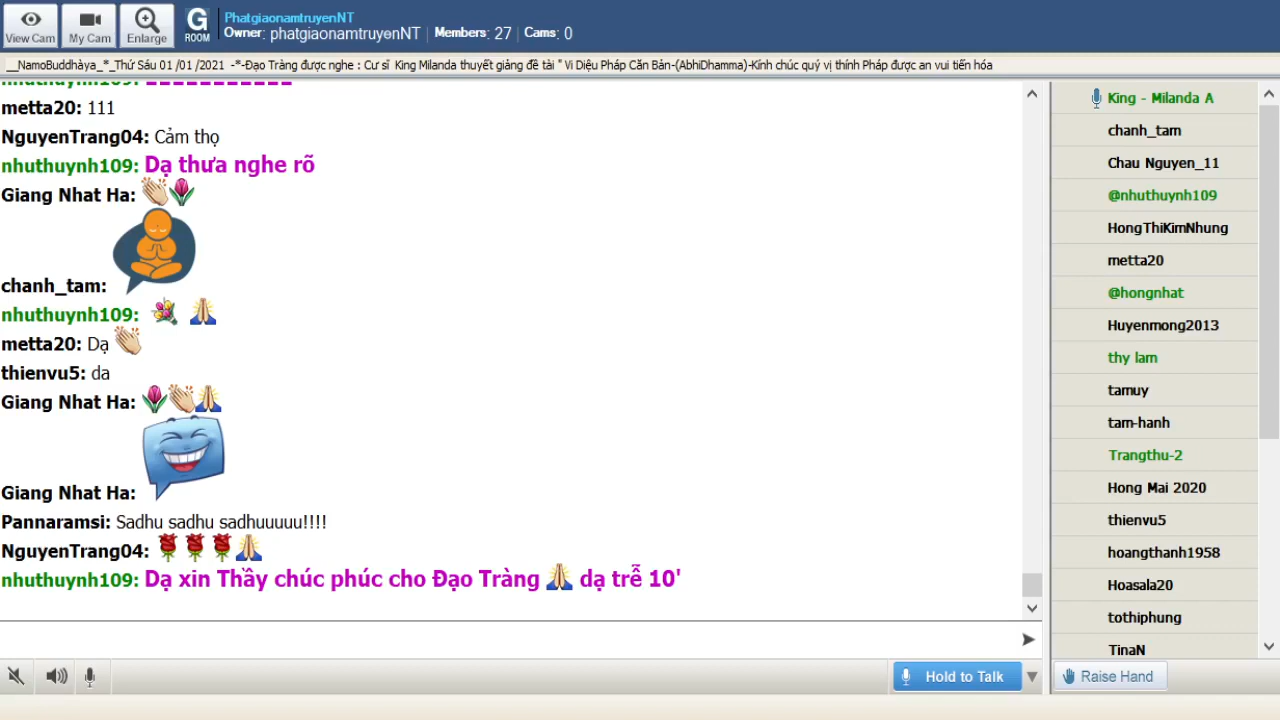 View Cam
My Cam
Enlarge
G
ROOM
PhatgiaonamtruyenNT
Owner: phatgiaonamtruyenNT | Members: 27 | Cams: 0
__NamoBuddhàya_*_Thứ Sáu 01 /01 /2021 -*-Đạo Tràng được nghe : Cư sĩ King Milanda thuyết giảng đề tài " Vi Diệu Pháp Căn Bản-(AbhiDhamma)-Kính chúc quý vị thính Pháp được an vui tiến hóa
metta20: 111
NguyenTrang04: Cảm thọ
nhuthuynh109: Dạ thưa nghe rõ
Giang Nhat Ha:
chanh_tam:
nhuthuynh109:
metta20: Dạ
thienvu5: da
Giang Nhat Ha:
Giang Nhat Ha:
Pannaramsi: Sadhu sadhu sadhuuuuu!!!!
NguyenTrang04:
nhuthuynh109: Dạ xin Thầy chúc phúc cho Đạo Tràng dạ trễ 10'
King - Milanda A
chanh_tam
Chau Nguyen_11
@nhuthuynh109
HongThiKimNhung
metta20
@hongnhat
Huyenmong2013
thy lam
tamuy
tam-hanh
Trangthu-2
Hong Mai 2020
thienvu5
hoangthanh1958
Hoasala20
tothiphung
TinaN
Hold to Talk
Raise Hand